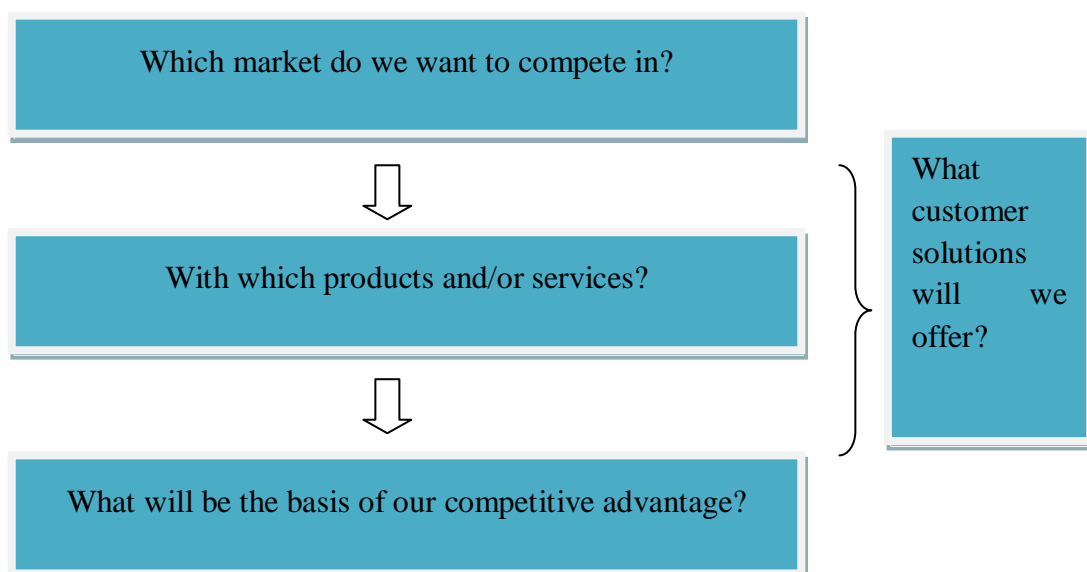 Which market do we want to compete in?
With which products and/or services?
What will be the basis of our competitive advantage?
What
customer
solutions
will we
offer?